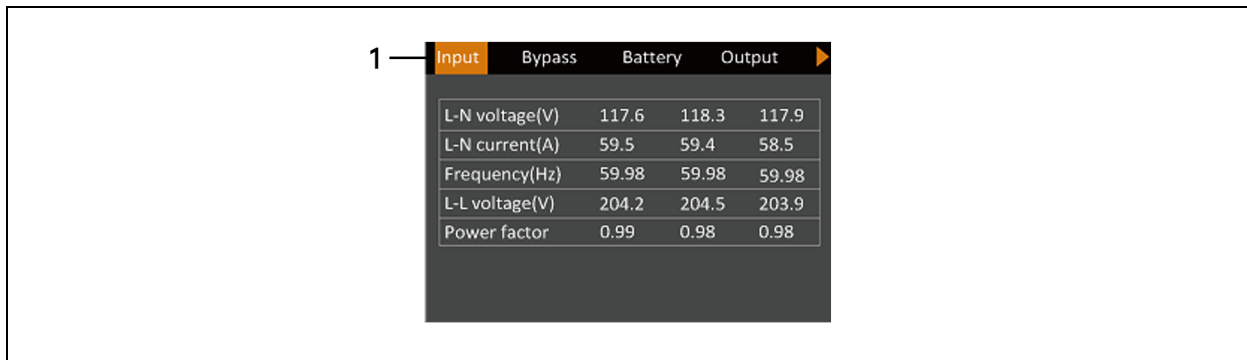 1 Input Bypass Battery Output
L-N voltage(V) 117.6 118.3 117.9
L-N current(A) 59.5 59.4 58.5
Frequency(Hz) 59.98 59.98 59.98
L-L voltage(V) 204.2 204.5 203.9
Power factor 0.99 0.98 0.98